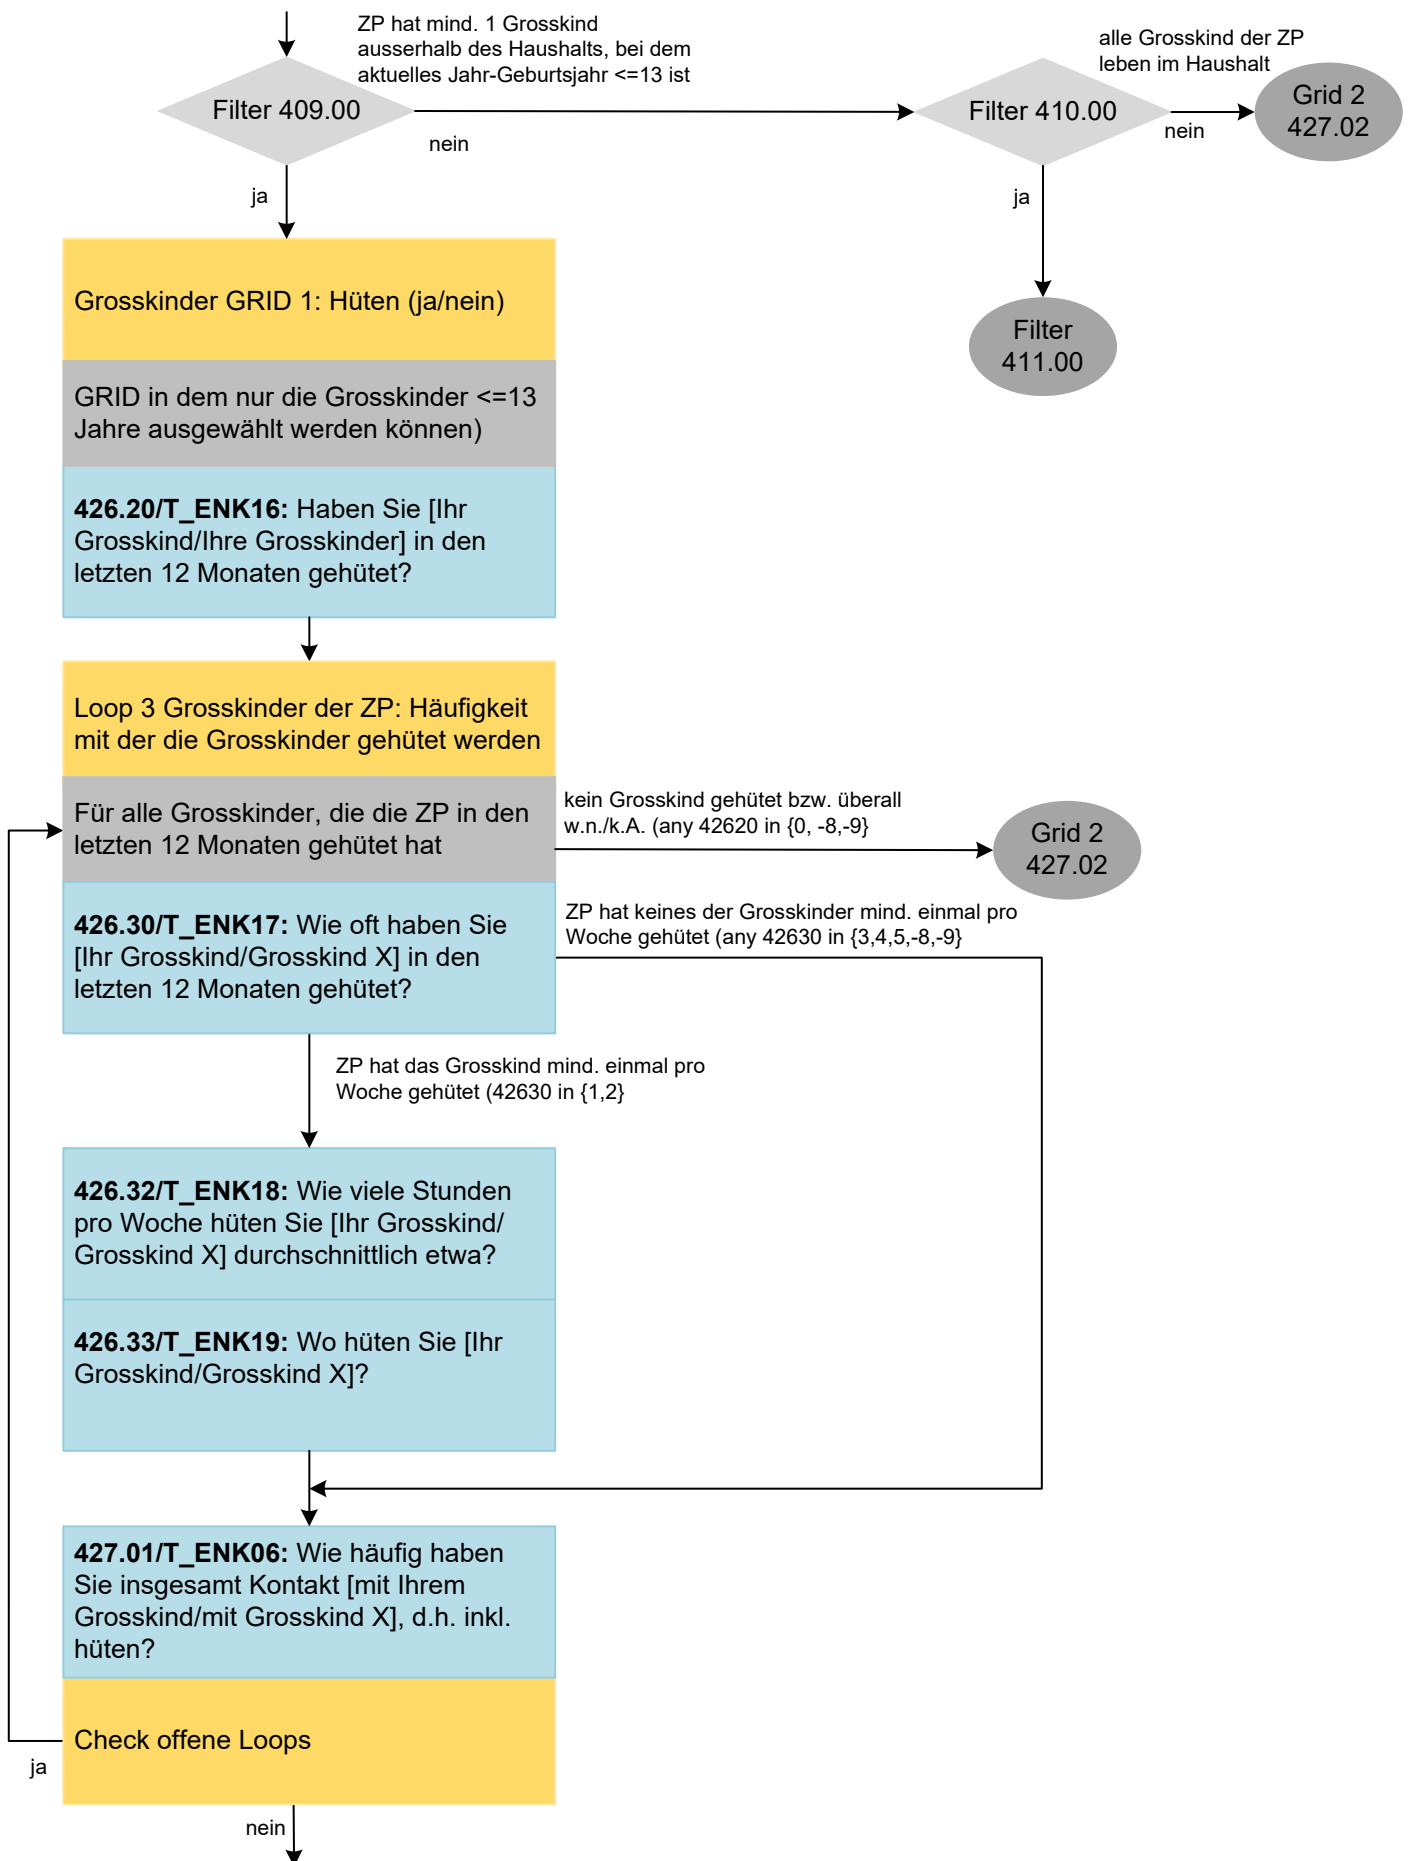 ZP hat mind. 1 Grosskind
ausserhalb des Haushalts, bei dem
aktuelles Jahr-Geburtsjahr <=13 ist
alle Grosskind der ZP
leben im Haushalt
Filter 409.00
nein
ja
Filter 410.00
nein
ja
Grid 2
427.02
Filter
411.00
Grosskinder GRID 1: Hüten (ja/nein)
GRID in dem nur die Grosskinder <=13
Jahre ausgewählt werden können)
426.20/T_ENK16: Haben Sie [Ihr
Grosskind/Ihre Grosskinder] in den
letzten 12 Monaten gehütet?
Loop 3 Grosskinder der ZP: Häufigkeit
mit der die Grosskinder gehütet werden
Für alle Grosskinder, die die ZP in den
letzten 12 Monaten gehütet hat
kein Grosskind gehütet bzw. überall
w.n./k.A. (any 42620 in {0, -8,-9}
Grid 2
427.02
426.30/T_ENK17: Wie oft haben Sie
[Ihr Grosskind/Grosskind X] in den
letzten 12 Monaten gehütet?
ZP hat keines der Grosskinder mind. einmal pro
Woche gehütet (any 42630 in {3,4,5,-8,-9}
ZP hat das Grosskind mind. einmal pro
Woche gehütet (42630 in {1,2}
426.32/T_ENK18: Wie viele Stunden
pro Woche hüten Sie [Ihr Grosskind/
Grosskind X] durchschnittlich etwa?
426.33/T_ENK19: Wo hüten Sie [Ihr
Grosskind/Grosskind X]?
427.01/T_ENK06: Wie häufig haben
Sie insgesamt Kontakt [mit Ihrem
Grosskind/mit Grosskind X], d.h. inkl.
hüten?
Check offene Loops
ja
nein